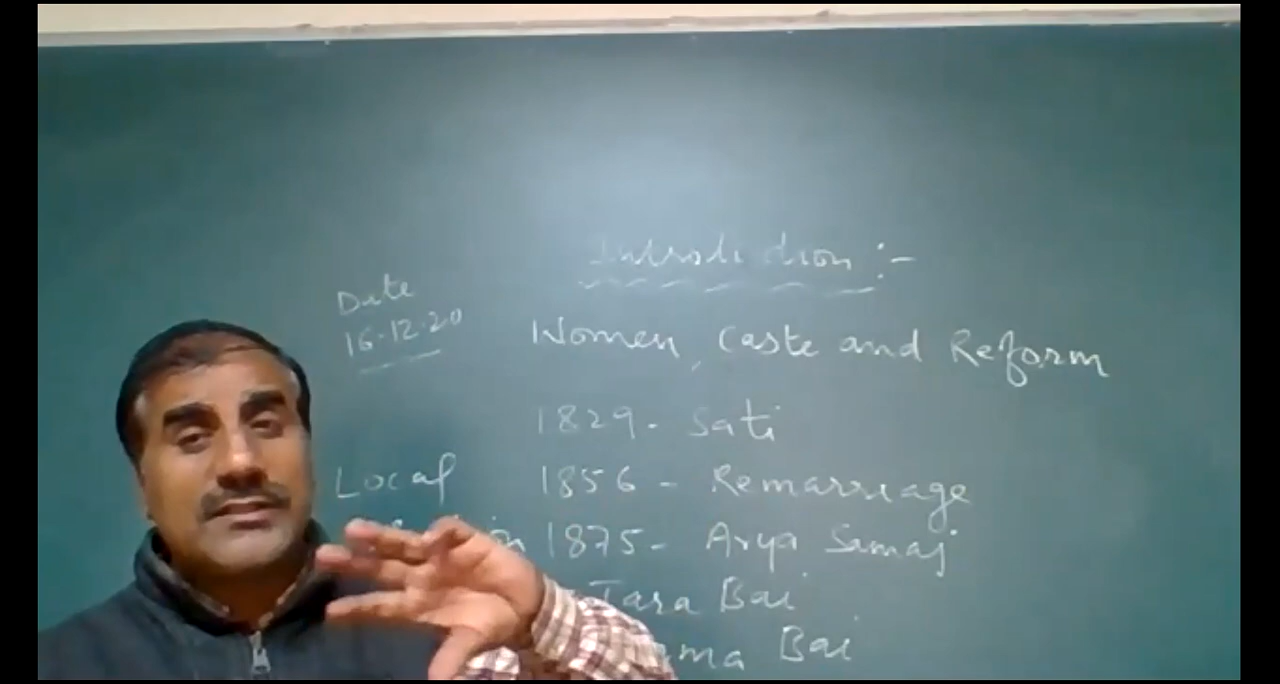 Introdution :-
Date
16.12.20
Women, Caste and Reform
1829 - Sati
Local
1856 - Remarriage
1875 - Arya Samaj
Tara Bai
Bai